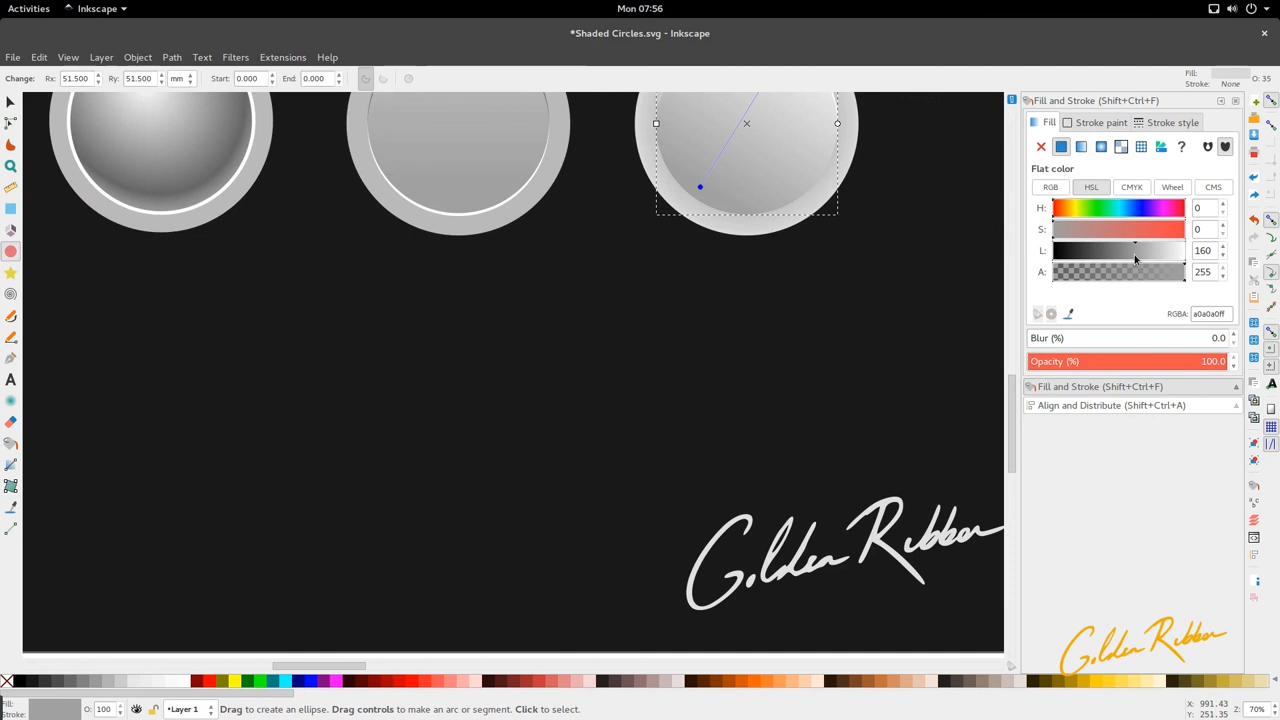 Activities Inkscape Mon 07:56
*Shaded Circles.svg - Inkscape
File Edit View Layer Object Path Text Filters Extensions Help
Change: Rx: 51.500 Ry: 51.500 mm Start: 0.000 End: 0.000 Fill: Stroke: None O: 35
Fill and Stroke (Shift+Ctrl+F)
Fill Stroke paint Stroke style
Flat color
RGB HSL CMYK Wheel CMS
H: 0
S: 0
L: 160
A: 255
RGBA: a0a0a0ff
Blur (%) 0.0
Opacity (%) 100.0
Fill and Stroke (Shift+Ctrl+F)
Align and Distribute (Shift+Ctrl+A)
Golden Ribbon
Golden Ribbon
Fill: Stroke: O: 100 •Layer 1 Drag to create an ellipse. Drag controls to make an arc or segment. Click to select. X: 991.43 Y: 251.35 Z: 70%